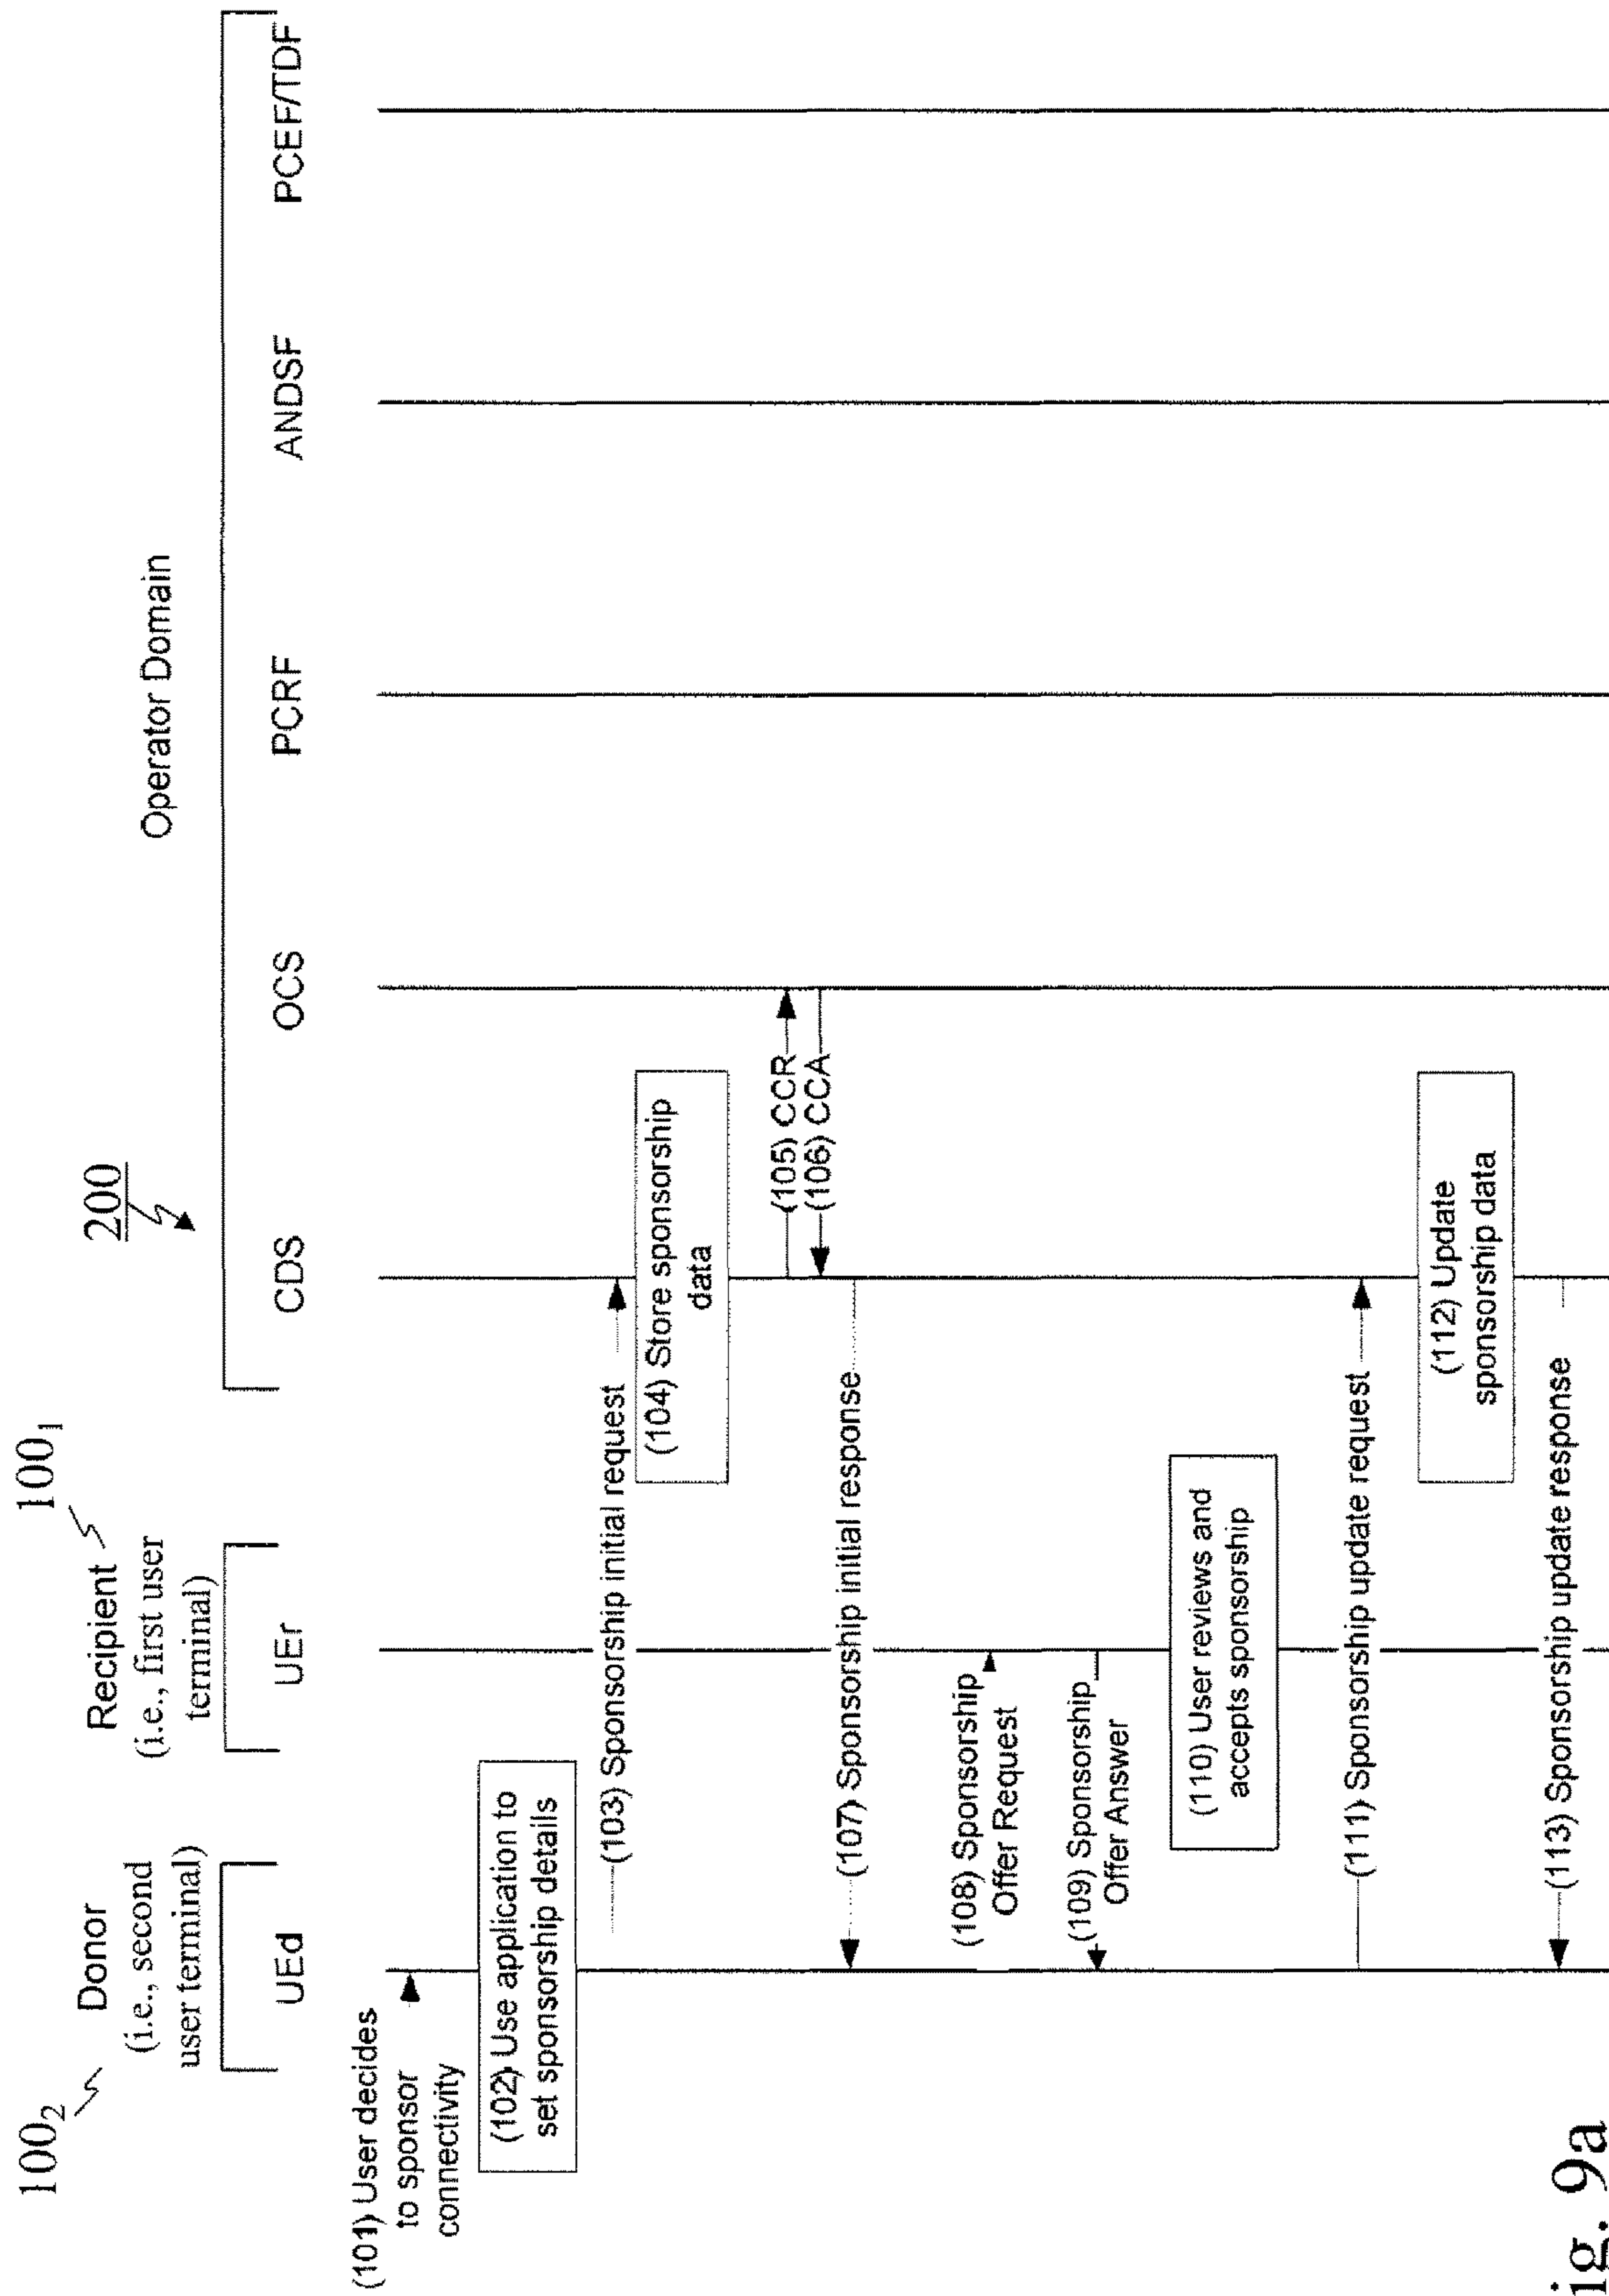 Operator Domain
200
100₁
100₂
Donor
(i.e., second
user terminal)
Recipient
(i.e., first user
terminal)
UEd
UEr
CDS
OCS
PCRF
ANDSF
PCEF/TDF
(101) User decides
to sponsor
connectivity
(102) Use application to
set sponsorship details
(103) Sponsorship initial request
(104) Store sponsorship
data
(105) CCR
(106) CCA
(107) Sponsorship initial response
(108) Sponsorship
Offer Request
(109) Sponsorship
Offer Answer
(110) User reviews and
accepts sponsorship
(111) Sponsorship update request
(112) Update
sponsorship data
(113) Sponsorship update response
ig. 9a